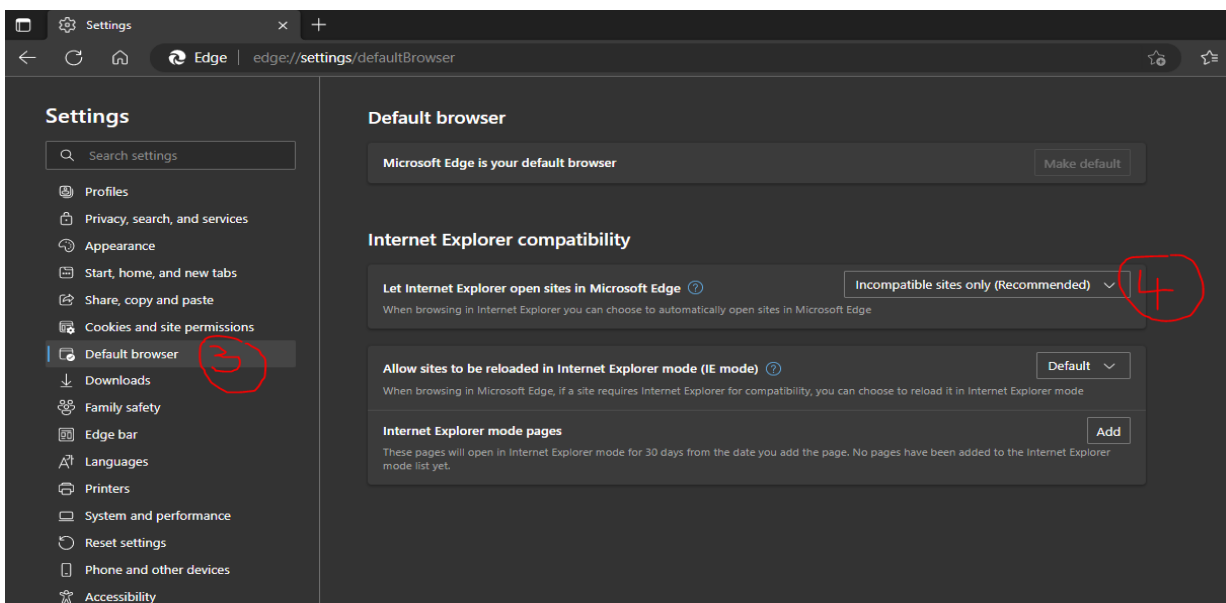 Settings
Edge
edge://settings/defaultBrowser
Settings
Search settings
Profiles
Privacy, search, and services
Appearance
Start, home, and new tabs
Share, copy and paste
Cookies and site permissions
Default browser
3
Downloads
Family safety
Edge bar
Languages
Printers
System and performance
Reset settings
Phone and other devices
Accessibility
Default browser
Microsoft Edge is your default browser
Make default
Internet Explorer compatibility
Let Internet Explorer open sites in Microsoft Edge
Incompatible sites only (Recommended)
4
When browsing in Internet Explorer you can choose to automatically open sites in Microsoft Edge
Allow sites to be reloaded in Internet Explorer mode (IE mode)
Default
When browsing in Microsoft Edge, if a site requires Internet Explorer for compatibility, you can choose to reload it in Internet Explorer mode
Internet Explorer mode pages
Add
These pages will open in Internet Explorer mode for 30 days from the date you add the page. No pages have been added to the Internet Explorer
mode list yet.